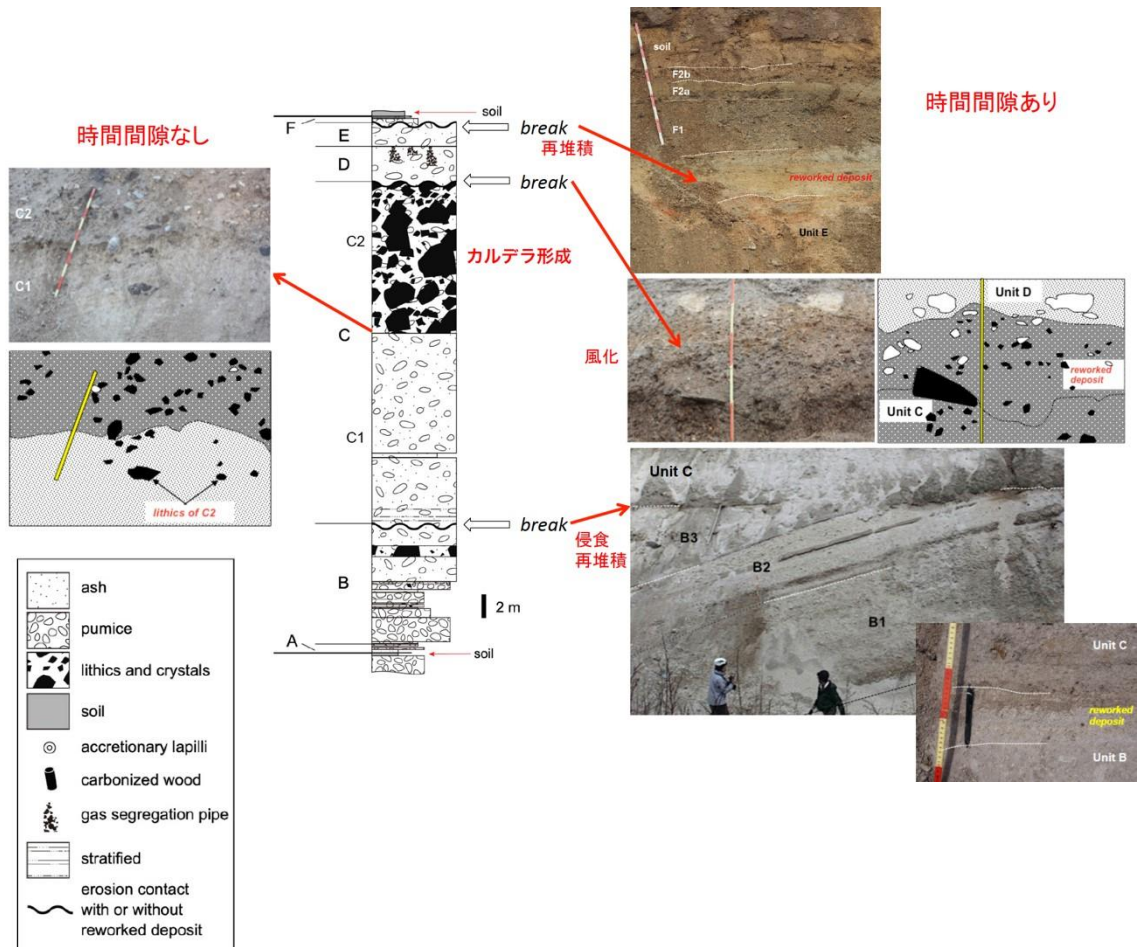 時間間隙なし
C2
C1
lithics of C2
ash
pumice
lithics and crystals
soil
accretionary lapilli
carbonized wood
gas segregation pipe
stratified
erosion contact
with or without
reworked deposit
soil
F
E
D
C2
C
C1
B
A
soil
2 m
break
再堆積
break
カルデラ形成
break
侵食
再堆積
時間間隙あり
soil
F2b
F2a
F1
reworked deposit
Unit E
風化
Unit D
reworked
deposit
Unit C
Unit C
B3
B2
B1
Unit C
reworked
deposit
Unit B